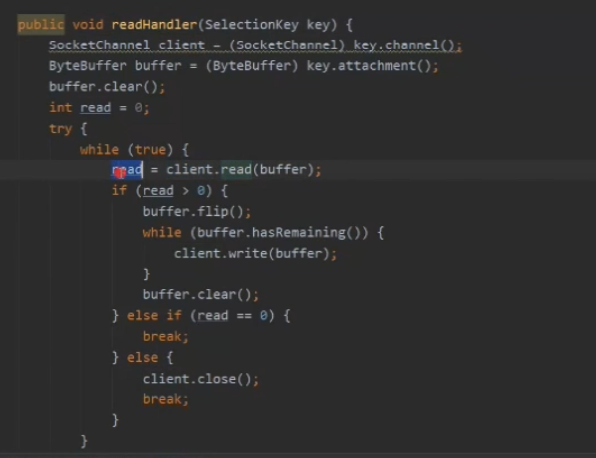 public void readHandler(SelectionKey key) {
SocketChannel client = (SocketChannel) key.channel();
ByteBuffer buffer = (ByteBuffer) key.attachment();
buffer.clear();
int read = 0;
try {
while (true) {
read = client.read(buffer);
if (read > 0) {
buffer.flip();
while (buffer.hasRemaining()) {
client.write(buffer);
}
buffer.clear();
} else if (read == 0) {
break;
} else {
client.close();
break;
}
}